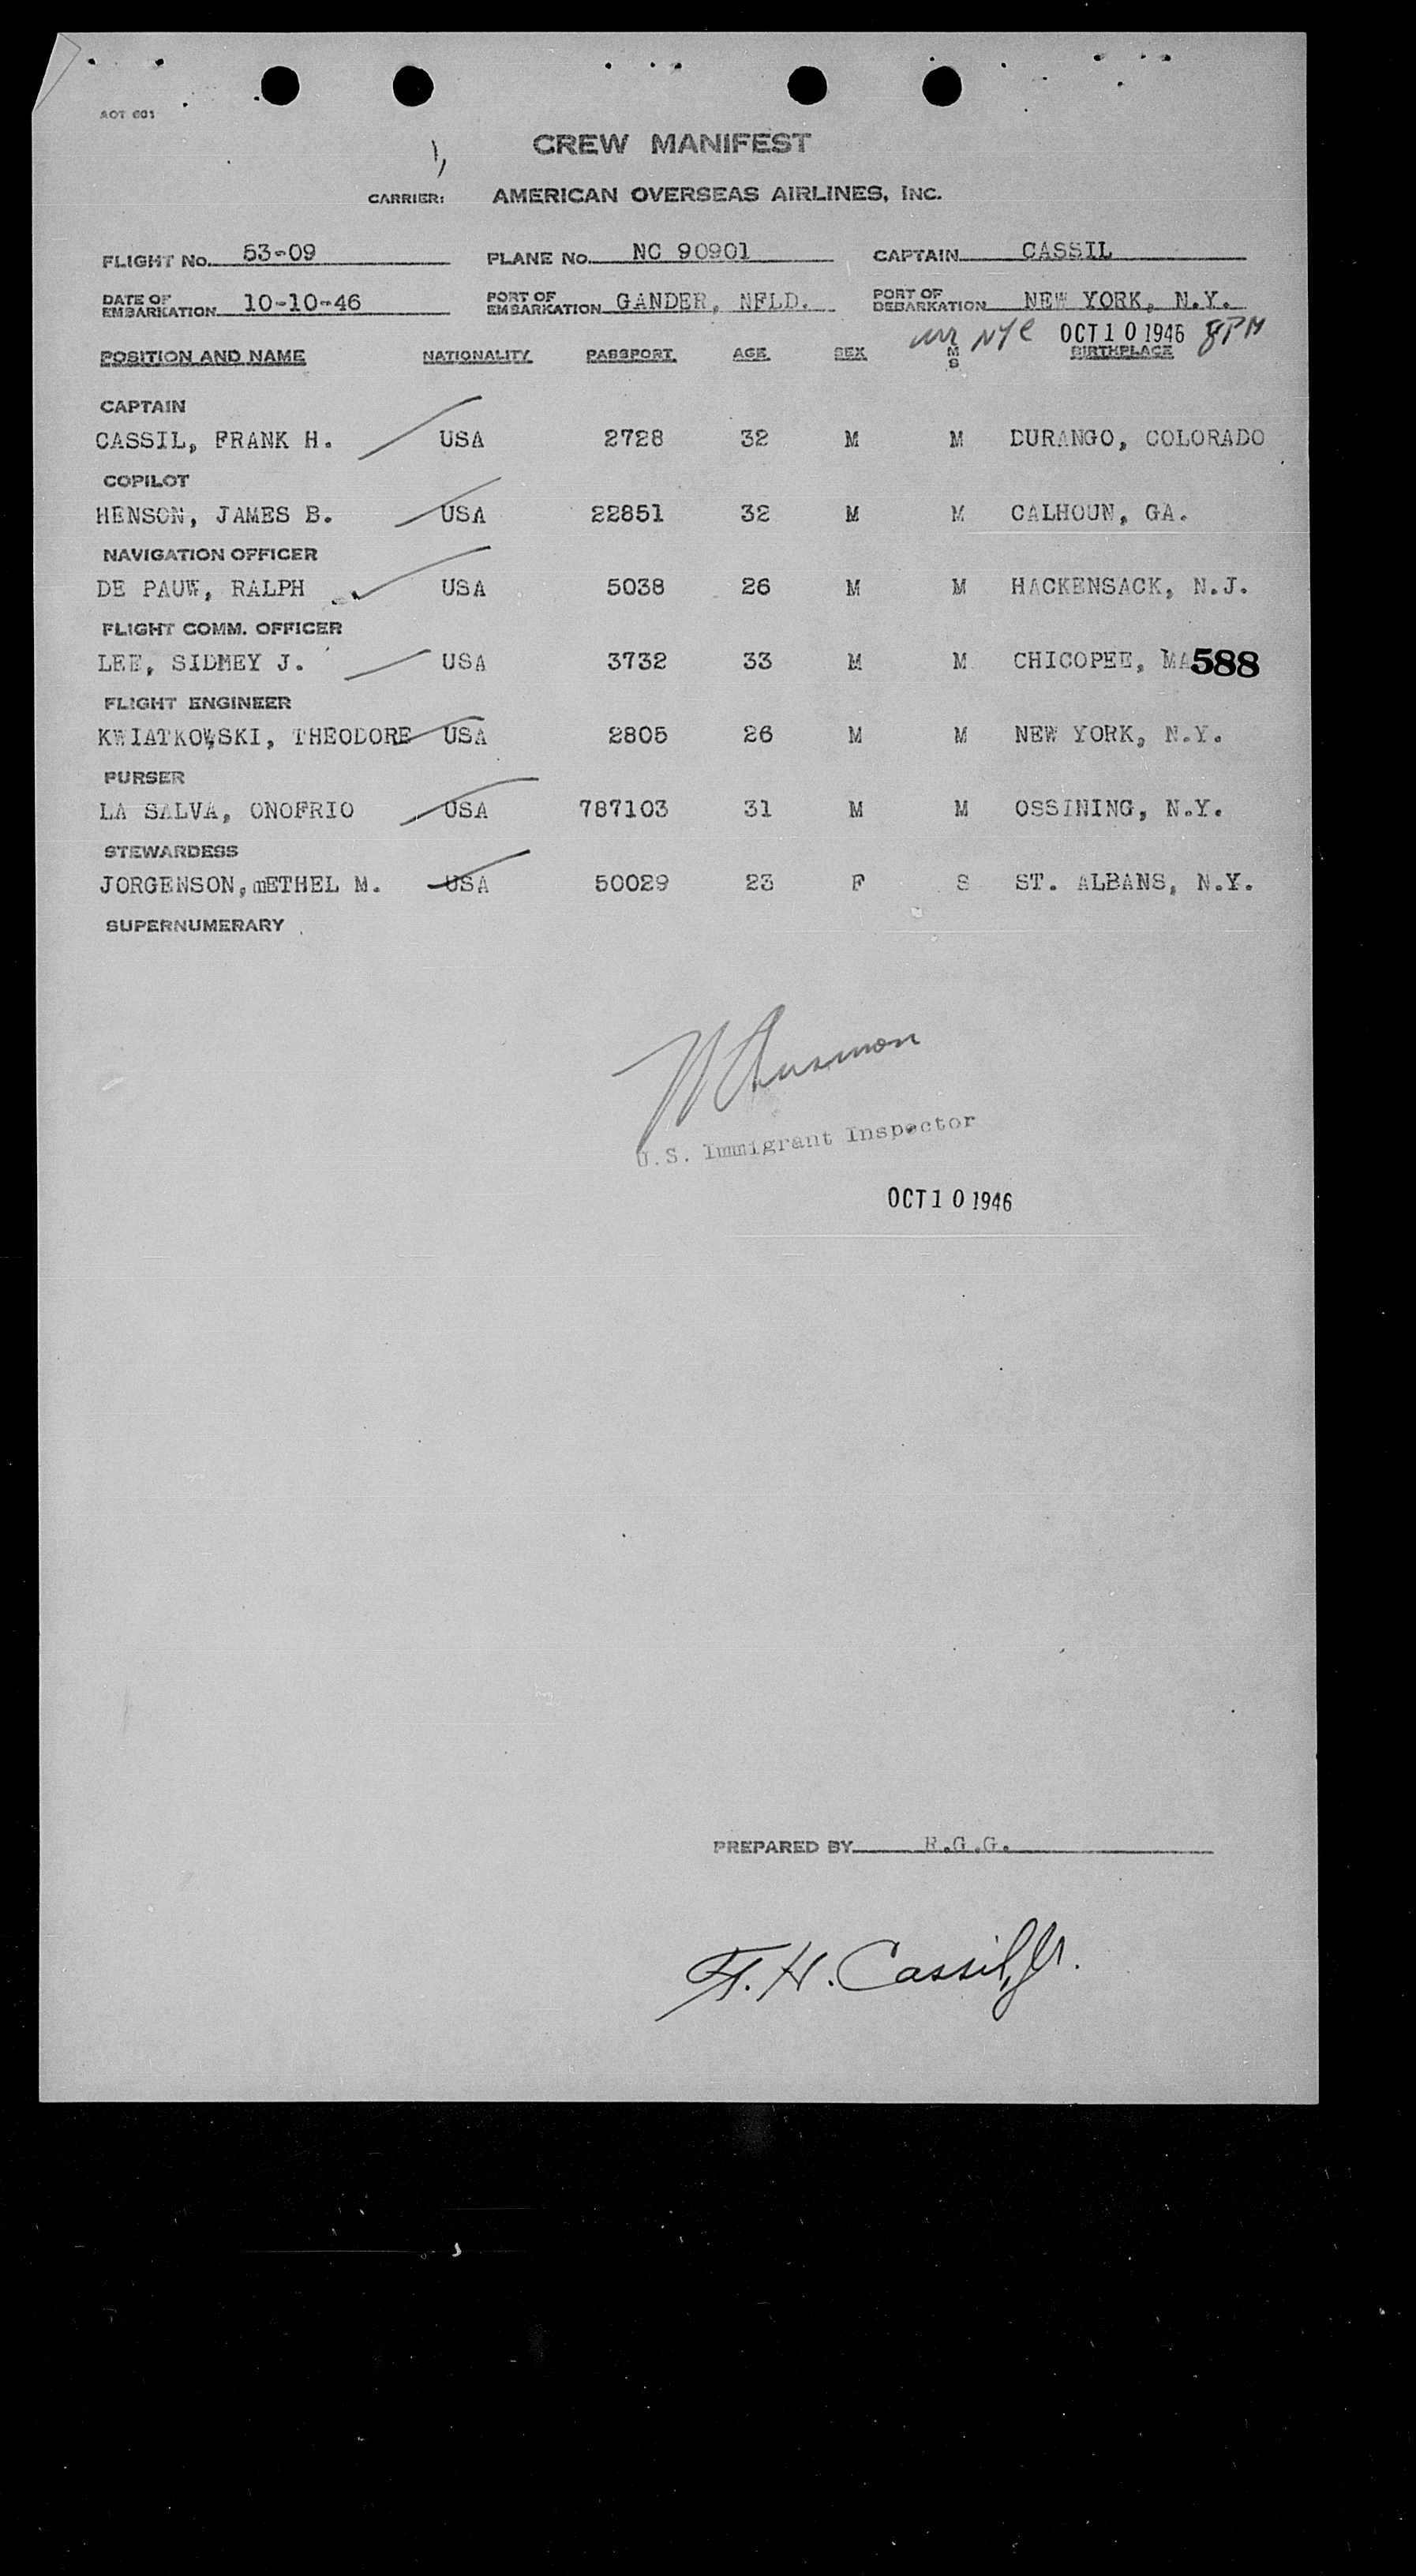 AOT 601
CREW MANIFEST
CARRIER: AMERICAN OVERSEAS AIRLINES, INC.
FLIGHT No. 53-09 PLANE No. NC 90901 CAPTAIN CASSIL
DATE OF EMBARKATION 10-10-46 PORT OF EMBARKATION GANDER, NFLD. PORT OF DEBARKATION NEW YORK, N.Y.
NYC OCT 10 1946 8PM
POSITION AND NAME NATIONALITY PASSPORT AGE SEX M S BIRTHPLACE
CAPTAIN
CASSIL, FRANK H. USA 2728 32 M M DURANGO, COLORADO
COPILOT
HENSON, JAMES B. USA 22851 32 M M CALHOUN, GA.
NAVIGATION OFFICER
DE PAUW, RALPH USA 5038 26 M M HACKENSACK, N.J.
FLIGHT COMM. OFFICER
LEE, SIDMEY J. USA 3732 33 M M CHICOPEE, MA 588
FLIGHT ENGINEER
KWIATKOWSKI, THEODORE USA 2805 26 M M NEW YORK, N.Y.
PURSER
LA SALVA, ONOFRIO USA 787103 31 M M OSSINING, N.Y.
STEWARDESS
JORGENSON, mETHEL M. USA 50029 23 F S ST. ALBANS, N.Y.
SUPERNUMERARY
U.S. Immigrant Inspector
OCT 10 1946
PREPARED BY R.G.G.
F. H. Cassil, Jr.